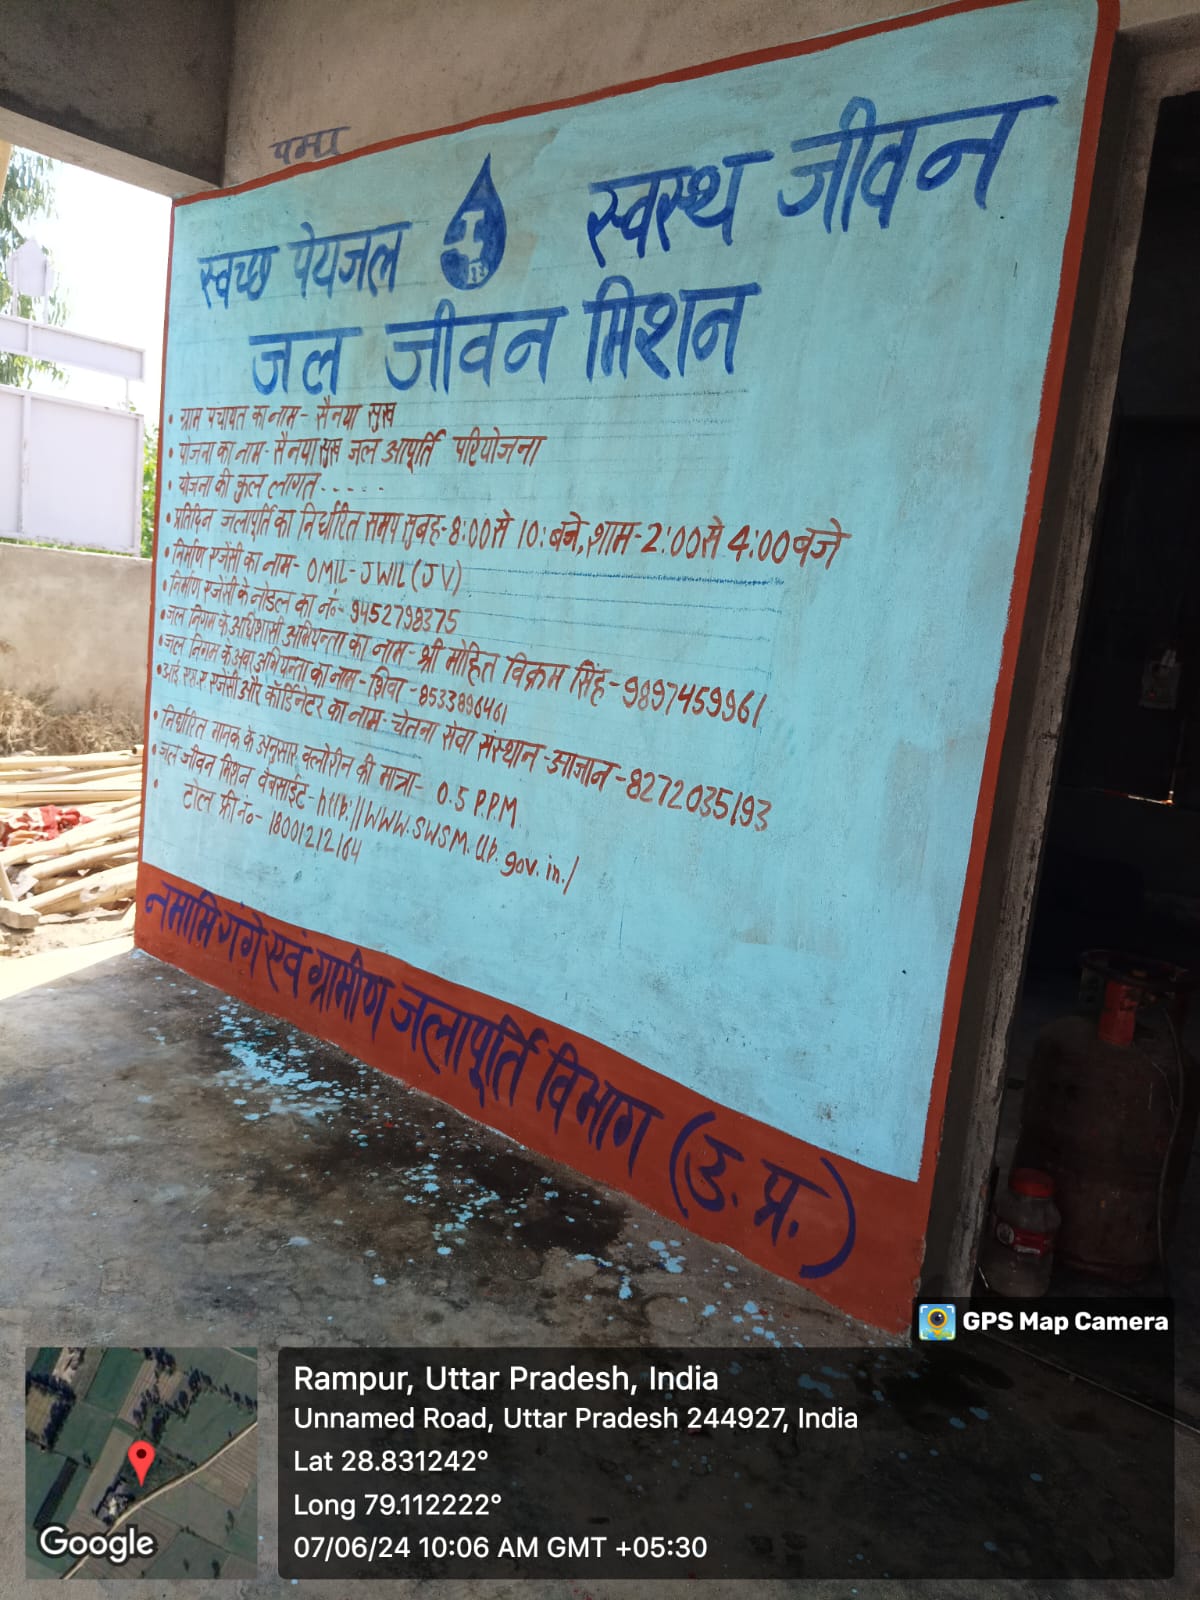 पमा
स्वच्छ पेयजल स्वस्थ जीवन
जल जीवन मिशन
• ग्राम पचायत का नाम - सैनया सुख
• योजना का नाम - सैनया सुख जल आपूर्ति परियोजना
• योजना की कुल लागत - - - - -
• प्रतिदिन जलापूर्ति का निर्धारित समय सुबह - 8:00 से 10: बजे, शाम - 2:00 से 4:00 बजे
• निर्माण एजेंसी का नाम - OMIL - JWIL (JV)
• निर्माण एजेंसी के नोडल का नं० - 9452798375
• जल निगम के अधिशासी अभियन्ता का नाम - श्री मोहित विक्रम सिंह - 9897459961
• जल निगम के अवा अभियन्ता का नाम - शिवा - 8533896461
• आई एस.ए एजेंसी और कॉर्डिनेटर का नाम - चेतना सेवा संस्थान - आजान - 8272035193
• निर्धारित मानक के अनुसार क्लोरीन की मात्रा - 0.5 P.P.M
• जल जीवन मिशन वेबसाईट - http://www.swsm.up.gov.in./
• टोल फ्री नं० - 18001212164
नमामि गंगे एवं ग्रामीण जलापूर्ति विभाग (उ. प्र.)
GPS Map Camera
Rampur, Uttar Pradesh, India
Unnamed Road, Uttar Pradesh 244927, India
Lat 28.831242°
Long 79.112222°
07/06/24 10:06 AM GMT +05:30
Google